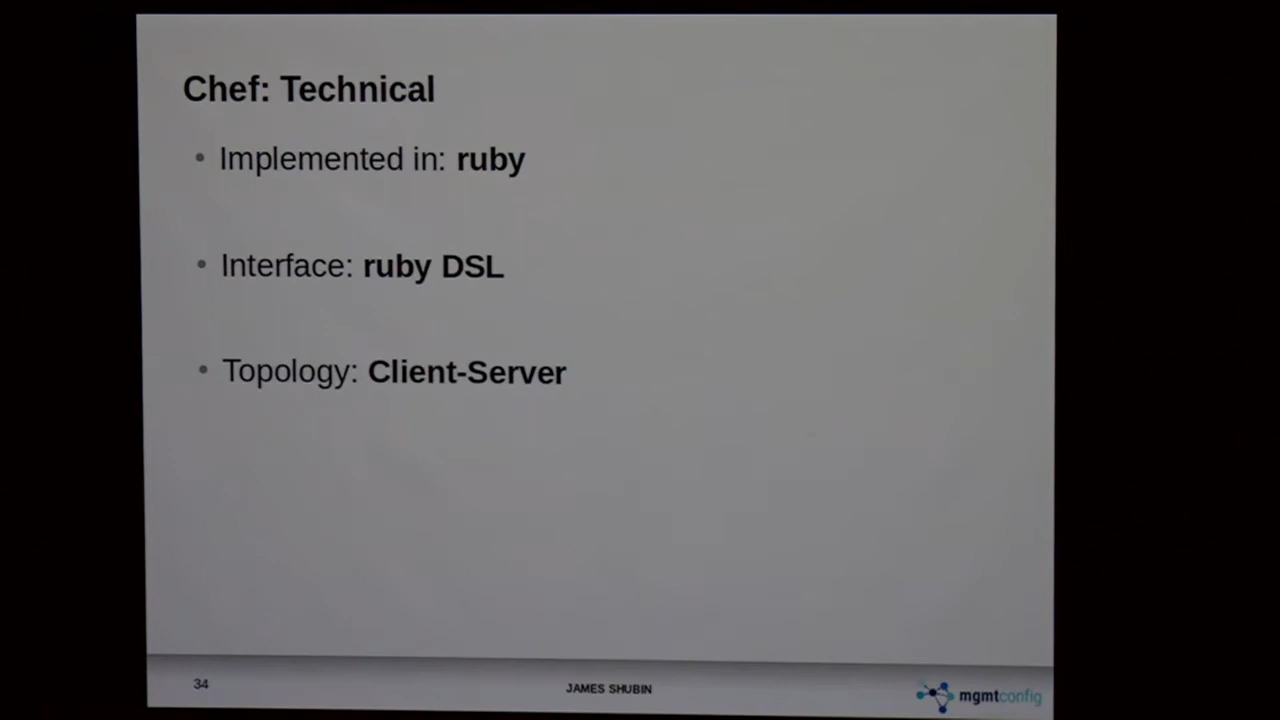 Chef: Technical
• Implemented in: ruby
• Interface: ruby DSL
• Topology: Client-Server
34
JAMES SHUBIN
mgmtconfig